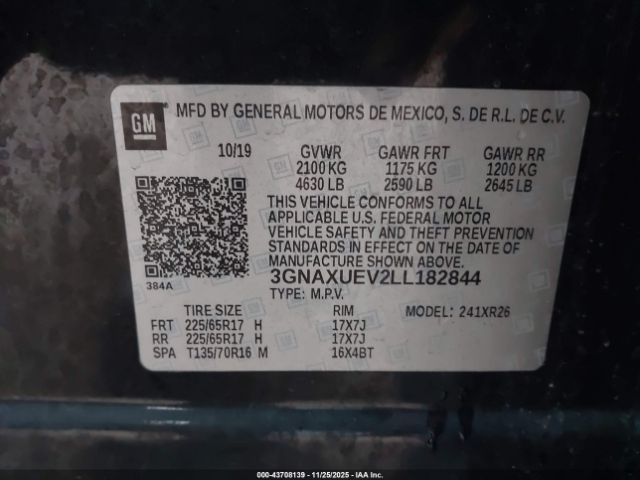 GM
MFD BY GENERAL MOTORS DE MEXICO, S. DE R.L. DE C.V.
10/19 GVWR GAWR FRT GAWR RR
2100 KG 1175 KG 1200 KG
4630 LB 2590 LB 2645 LB
THIS VEHICLE CONFORMS TO ALL
APPLICABLE U.S. FEDERAL MOTOR
VEHICLE SAFETY AND THEFT PREVENTION
STANDARDS IN EFFECT ON THE DATE OF
MANUFACTURE SHOWN ABOVE.
384A
3GNAXUEV2LL182844
TYPE: M.P.V.
TIRE SIZE RIM MODEL: 241XR26
FRT 225/65R17 H 17X7J
RR 225/65R17 H 17X7J
SPA T135/70R16 M 16X4BT
000-43708139 - 11/25/2025 - IAA Inc.